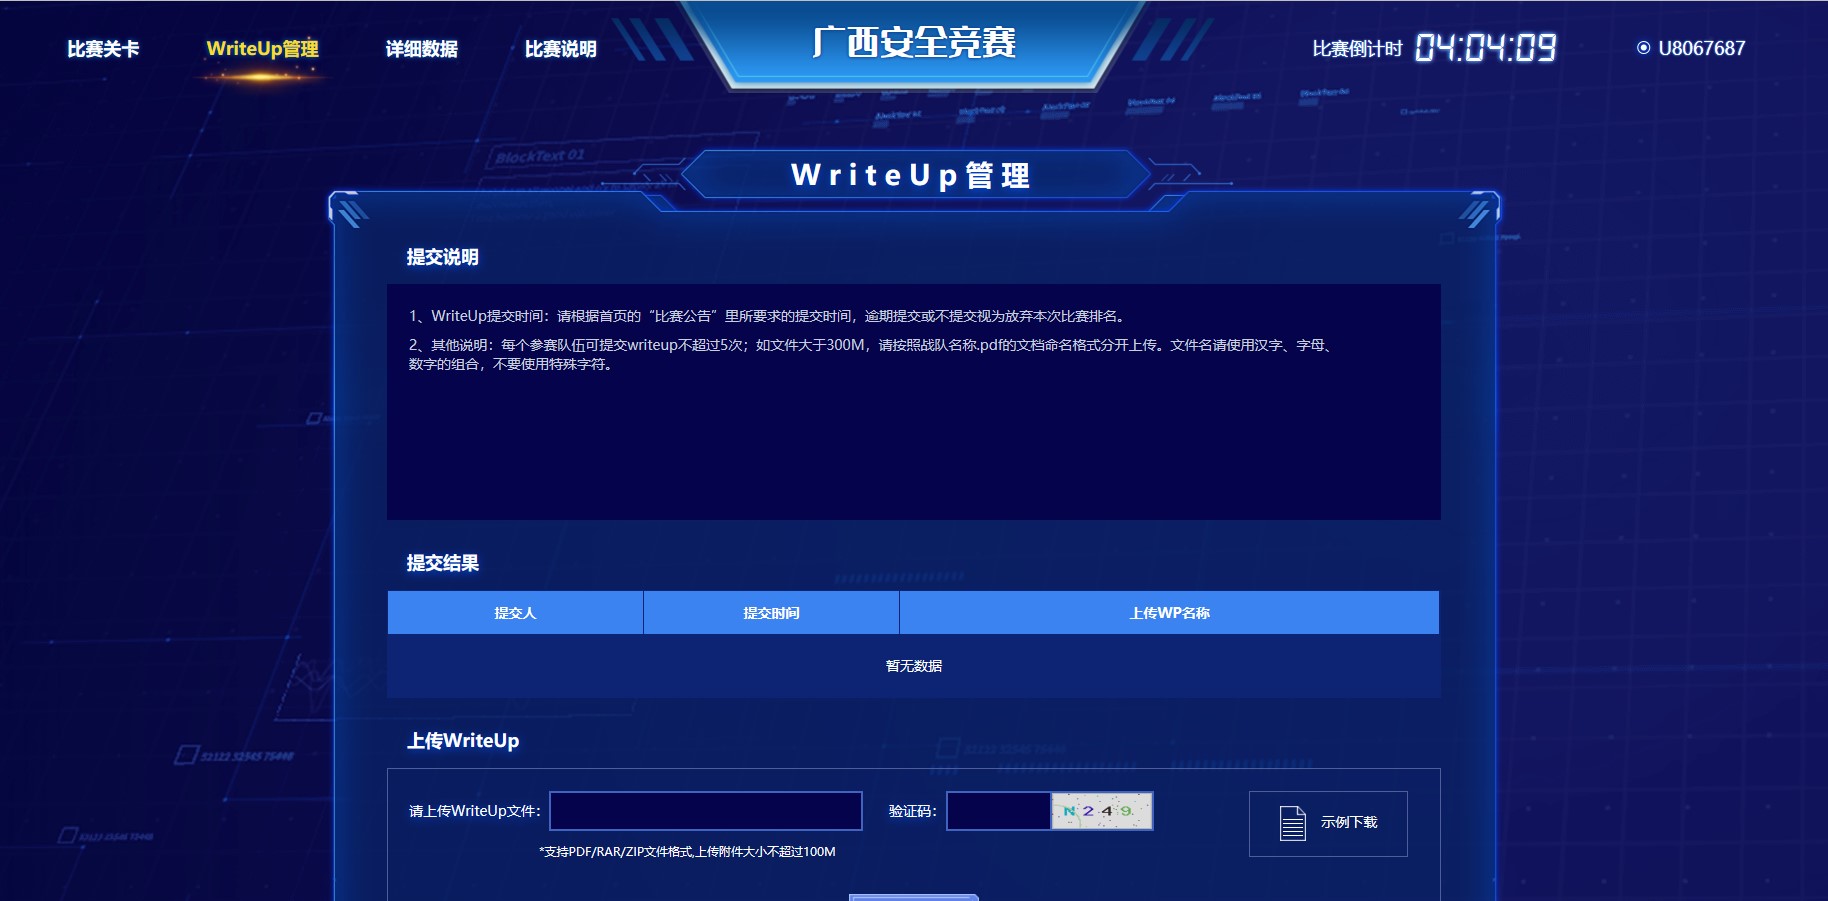 比赛关卡
WriteUp管理
详细数据
比赛说明
广西安全竞赛
比赛倒计时 04:04:09
U8067687
BlockText 01
WriteUp管理
提交说明
1、WriteUp提交时间：请根据首页的“比赛公告”里所要求的提交时间，逾期提交或不提交视为放弃本次比赛排名。
2、其他说明：每个参赛队伍可提交writeup不超过5次；如文件大于300M，请按照战队名称.pdf的文档命名格式分开上传。文件名请使用汉字、字母、
数字的组合，不要使用特殊字符。
提交结果
提交人 提交时间 上传WP名称
暂无数据
上传WriteUp
请上传WriteUp文件：
验证码：
N249
示例下载
*支持PDF/RAR/ZIP文件格式,上传附件大小不超过100M